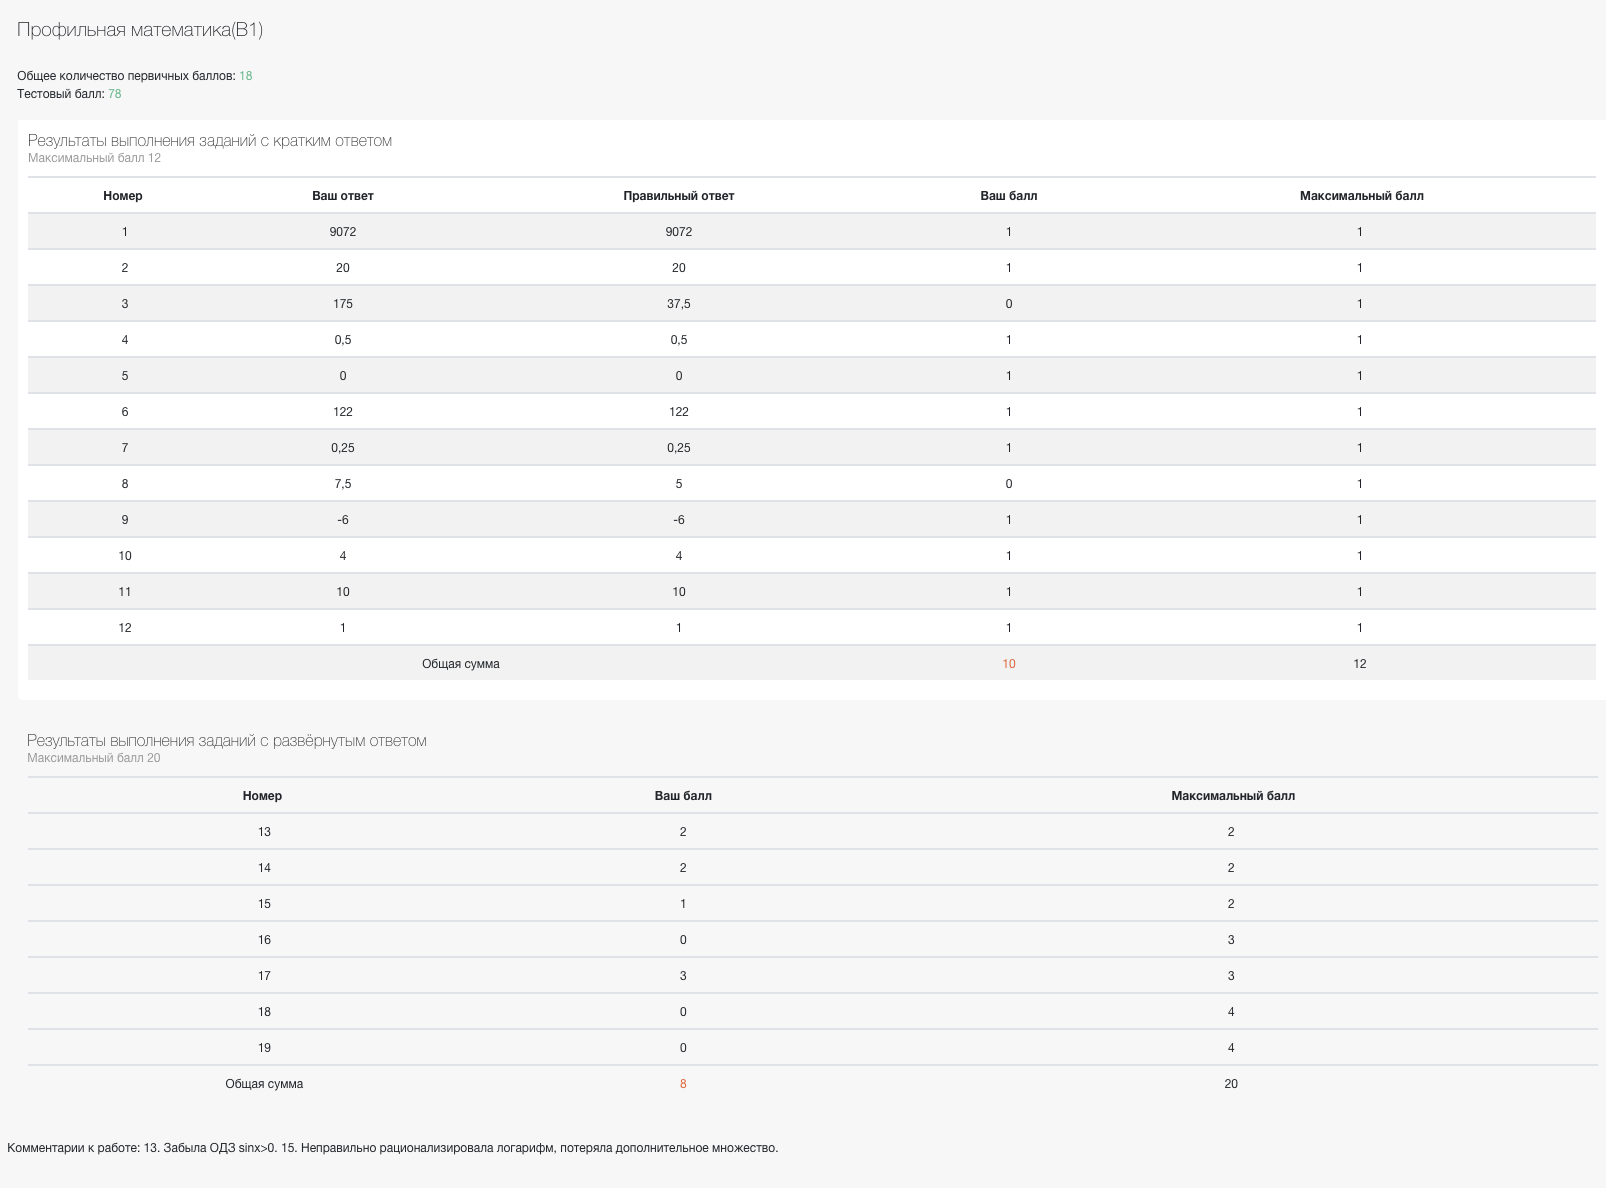 Профильная математика(В1)
Общее количество первичных баллов: 18
Тестовый балл: 78
Результаты выполнения заданий с кратким ответом
Максимальный балл 12
Номер Ваш ответ Правильный ответ Ваш балл Максимальный балл
1 9072 9072 1 1
2 20 20 1 1
3 175 37,5 0 1
4 0,5 0,5 1 1
5 0 0 1 1
6 122 122 1 1
7 0,25 0,25 1 1
8 7,5 5 0 1
9 -6 -6 1 1
10 4 4 1 1
11 10 10 1 1
12 1 1 1 1
Общая сумма 10 12
Результаты выполнения заданий с развёрнутым ответом
Максимальный балл 20
Номер Ваш балл Максимальный балл
13 2 2
14 2 2
15 1 2
16 0 3
17 3 3
18 0 4
19 0 4
Общая сумма 8 20
Комментарии к работе: 13. Забыла ОДЗ sinx>0. 15. Неправильно рационализировала логарифм, потеряла дополнительное множество.